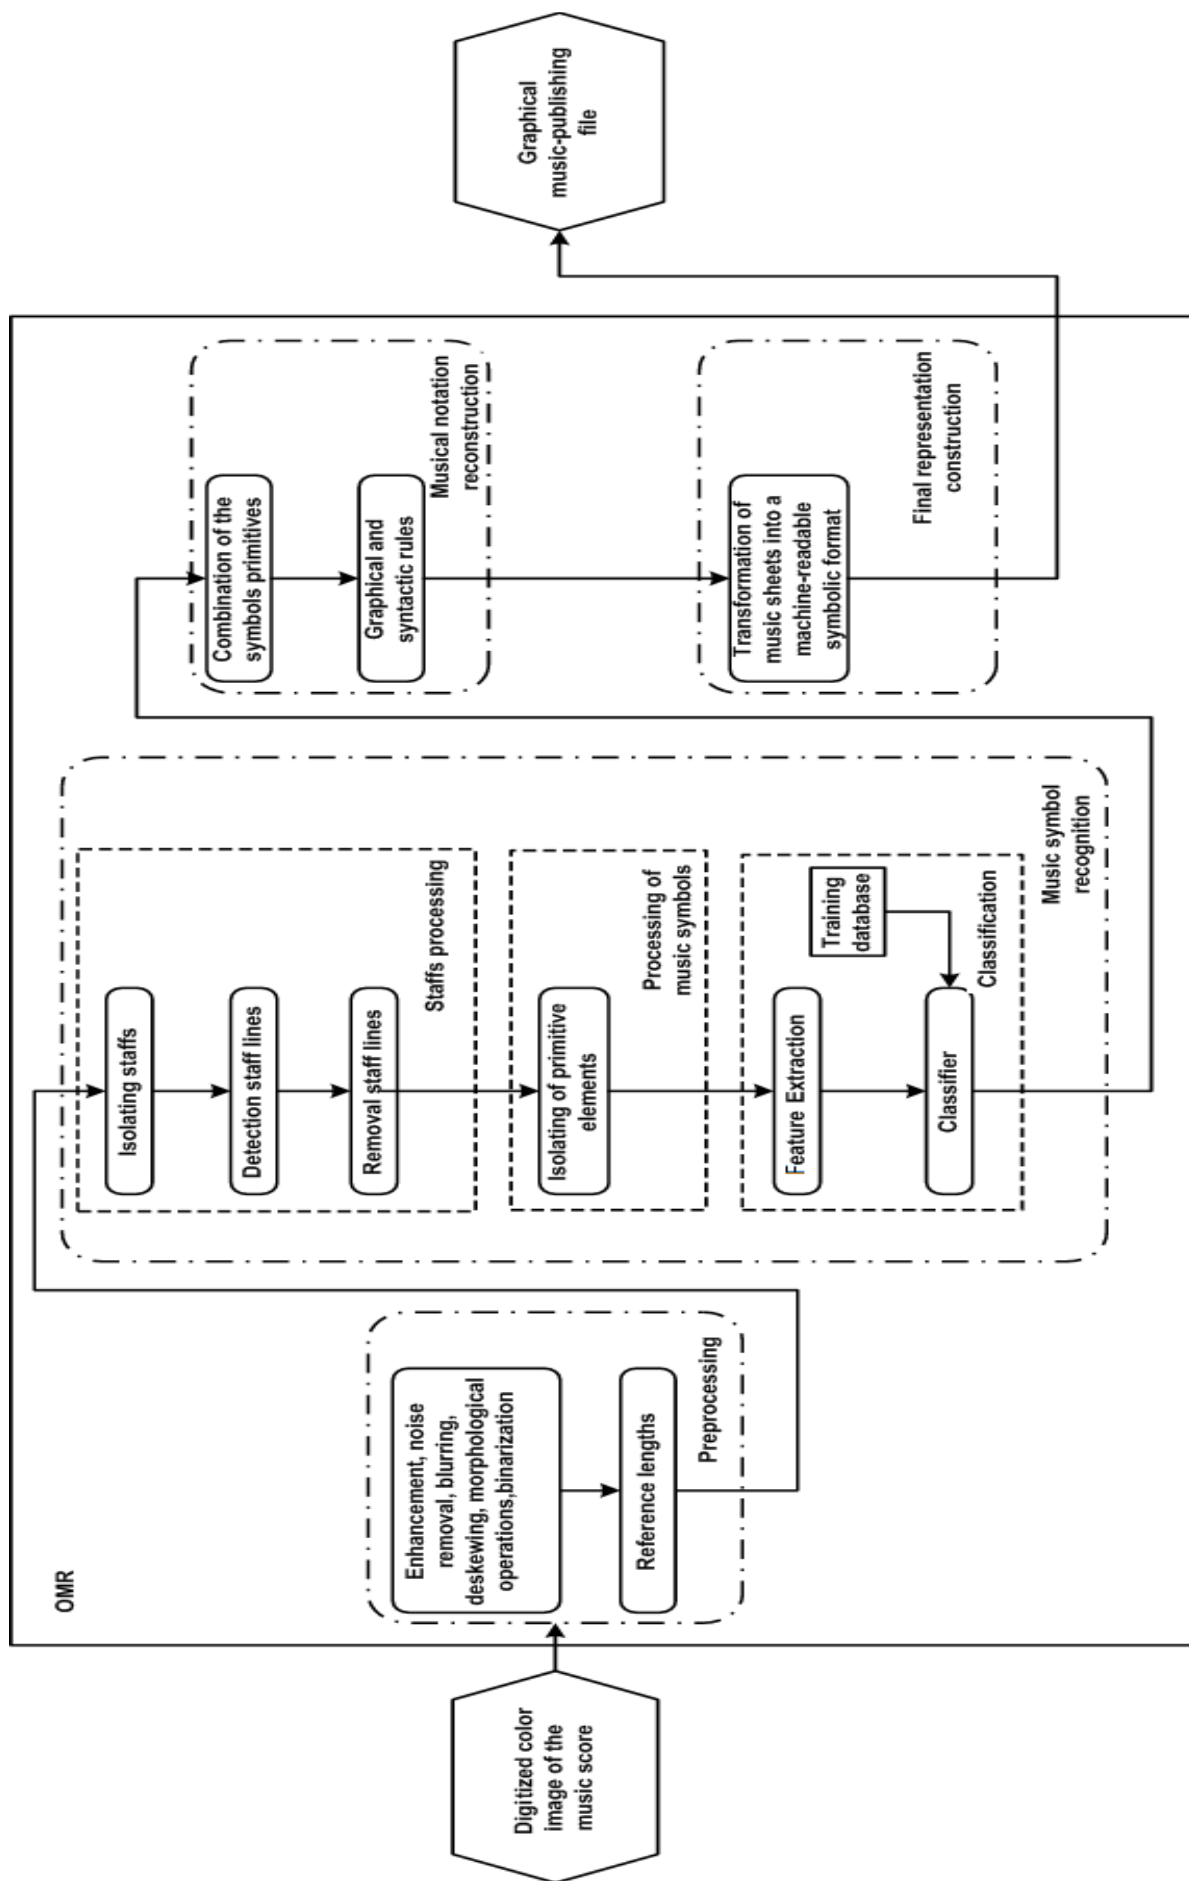 OMR
Digitized color
image of the
music score
Enhancement, noise
removal, blurring,
deskewing, morphological
operations,binarization
Reference lengths
Preprocessing
Isolating staffs
Detection staff lines
Removal staff lines
Staffs processing
Isolating of primitive
elements
Processing of
music symbols
Feature Extraction
Training
database
Classifier
Classification
Music symbol
recognition
Combination of the
symbols primitives
Graphical and
syntactic rules
Musical notation
reconstruction
Transformation of
music sheets into a
machine-readable
symbolic format
Final representation
construction
Graphical
music-publishing
file